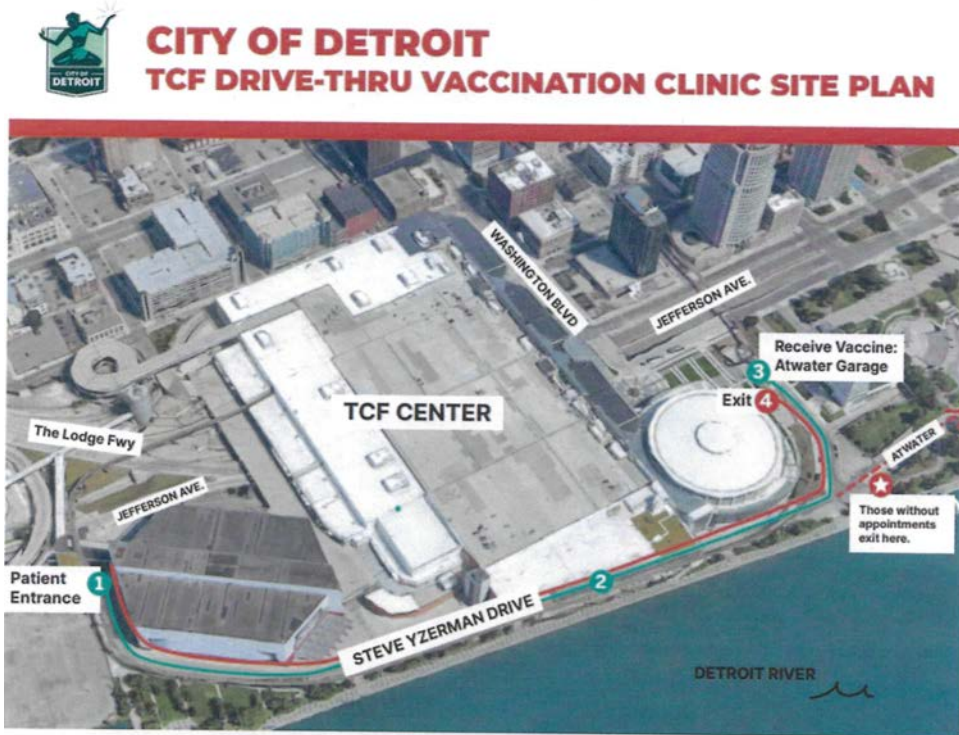 CITY OF DETROIT
CITY OF
DETROIT
TCF DRIVE-THRU VACCINATION CLINIC SITE PLAN
WASHINGTON BLVD
JEFFERSON AVE.
Receive Vaccine:
Atwater Garage
3
Exit 4
TCF CENTER
The Lodge Fwy
ATWATER
JEFFERSON AVE.
Those without
appointments
exit here.
Patient
Entrance
1
2
STEVE YZERMAN DRIVE
DETROIT RIVER